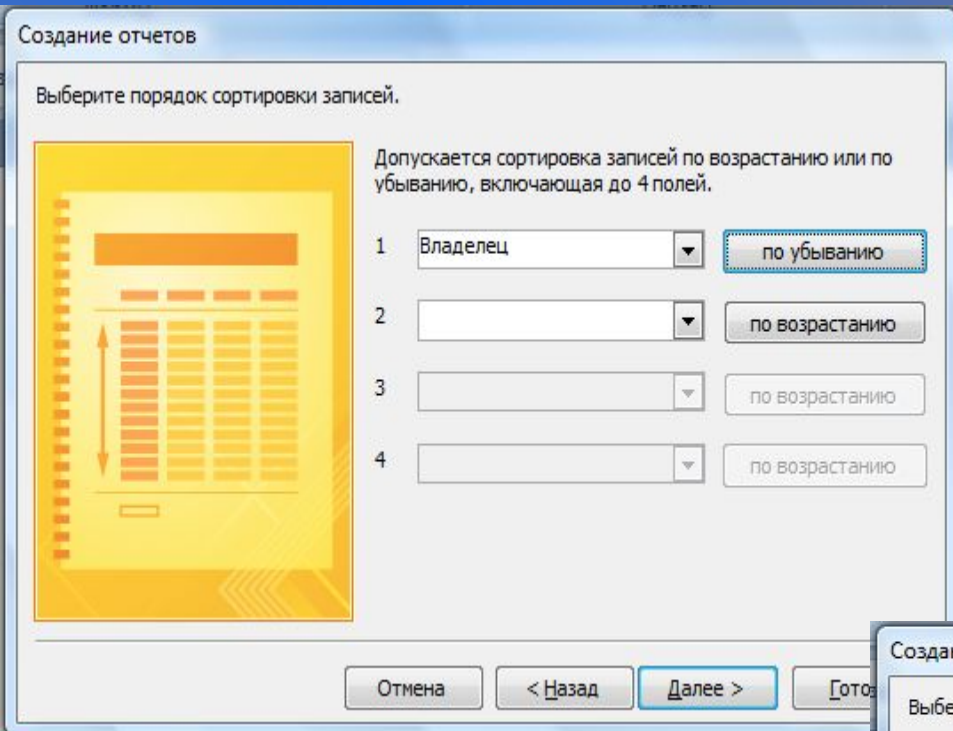 Создание отчетов
Выберите порядок сортировки записей.
Допускается сортировка записей по возрастанию или по
убыванию, включающая до 4 полей.
1 Владелец по убыванию
2 по возрастанию
3 по возрастанию
4 по возрастанию
Отмена < Назад Далее >